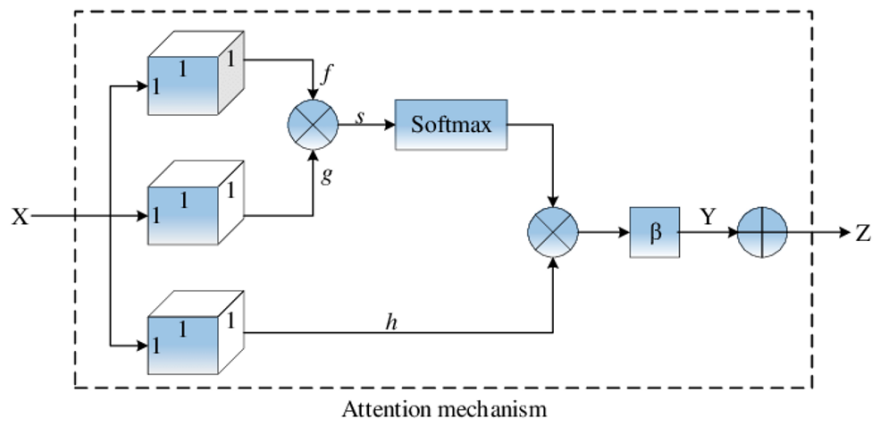 1 1 1
f
s
Softmax
g
X
1 1 1
β
Y
Z
1 1 1
h
Attention mechanism